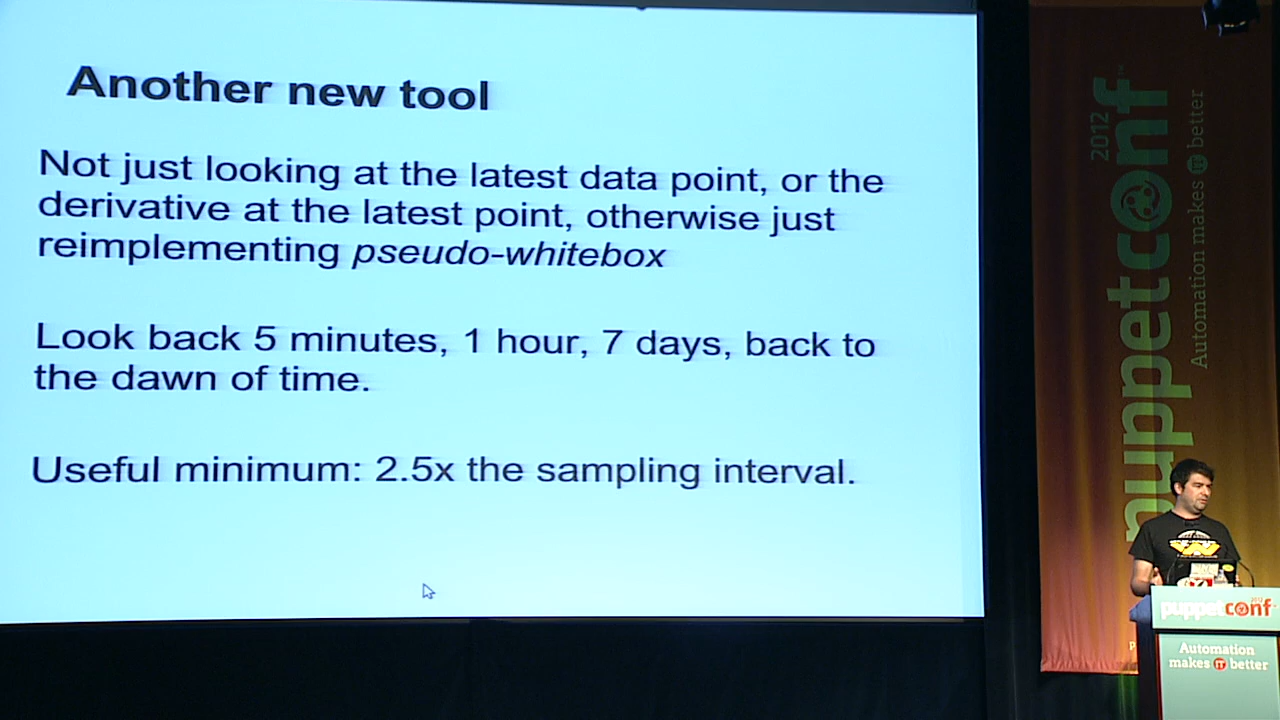 Another new tool
Not just looking at the latest data point, or the
derivative at the latest point, otherwise just
reimplementing pseudo-whitebox
Look back 5 minutes, 1 hour, 7 days, back to
the dawn of time.
Useful minimum: 2.5x the sampling interval.
puppetconf™ 2012
Automation makes IT better
puppetconf
Automation
makes IT better